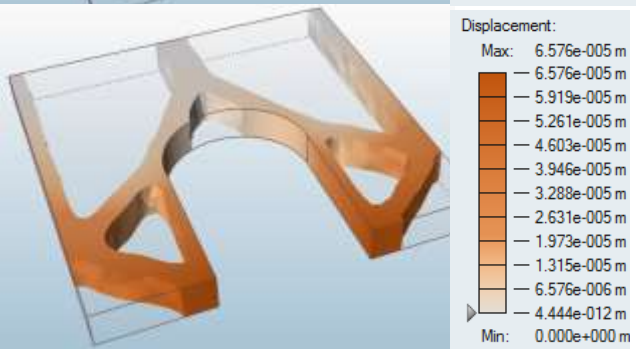 Displacement:
Max: 6.576e-005 m
6.576e-005 m
5.919e-005 m
5.261e-005 m
4.603e-005 m
3.946e-005 m
3.288e-005 m
2.631e-005 m
1.973e-005 m
1.315e-005 m
6.576e-006 m
4.444e-012 m
Min: 0.000e+000 m